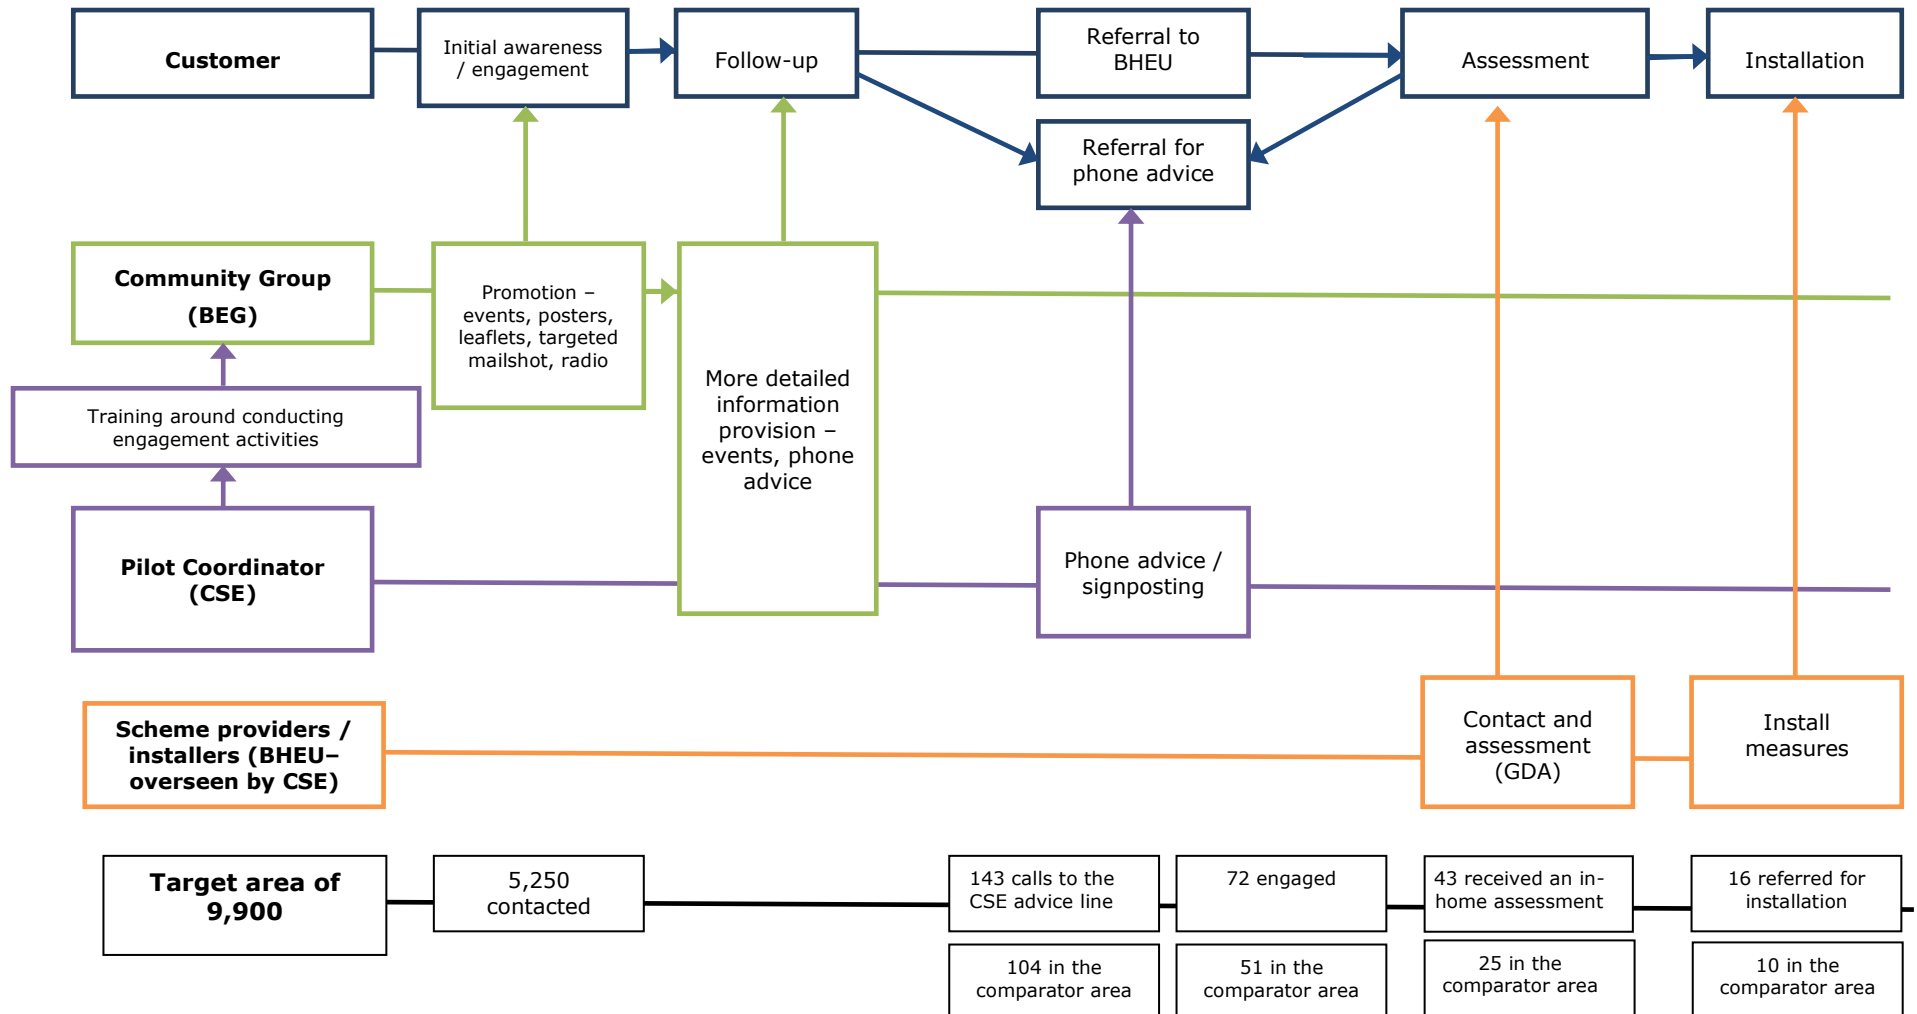 Customer
Initial awareness
/ engagement
Follow-up
Referral to
BHEU
Assessment
Installation
Referral for
phone advice
Community Group
(BEG)
Promotion –
events, posters,
leaflets, targeted
mailshot, radio
More detailed
information
provision –
events, phone
advice
Training around conducting
engagement activities
Pilot Coordinator
(CSE)
Phone advice /
signposting
Scheme providers /
installers (BHEU–
overseen by CSE)
Contact and
assessment
(GDA)
Install
measures
Target area of
9,900
5,250
contacted
143 calls to the
CSE advice line
72 engaged
43 received an in-
home assessment
16 referred for
installation
104 in the
comparator area
51 in the
comparator area
25 in the
comparator area
10 in the
comparator area